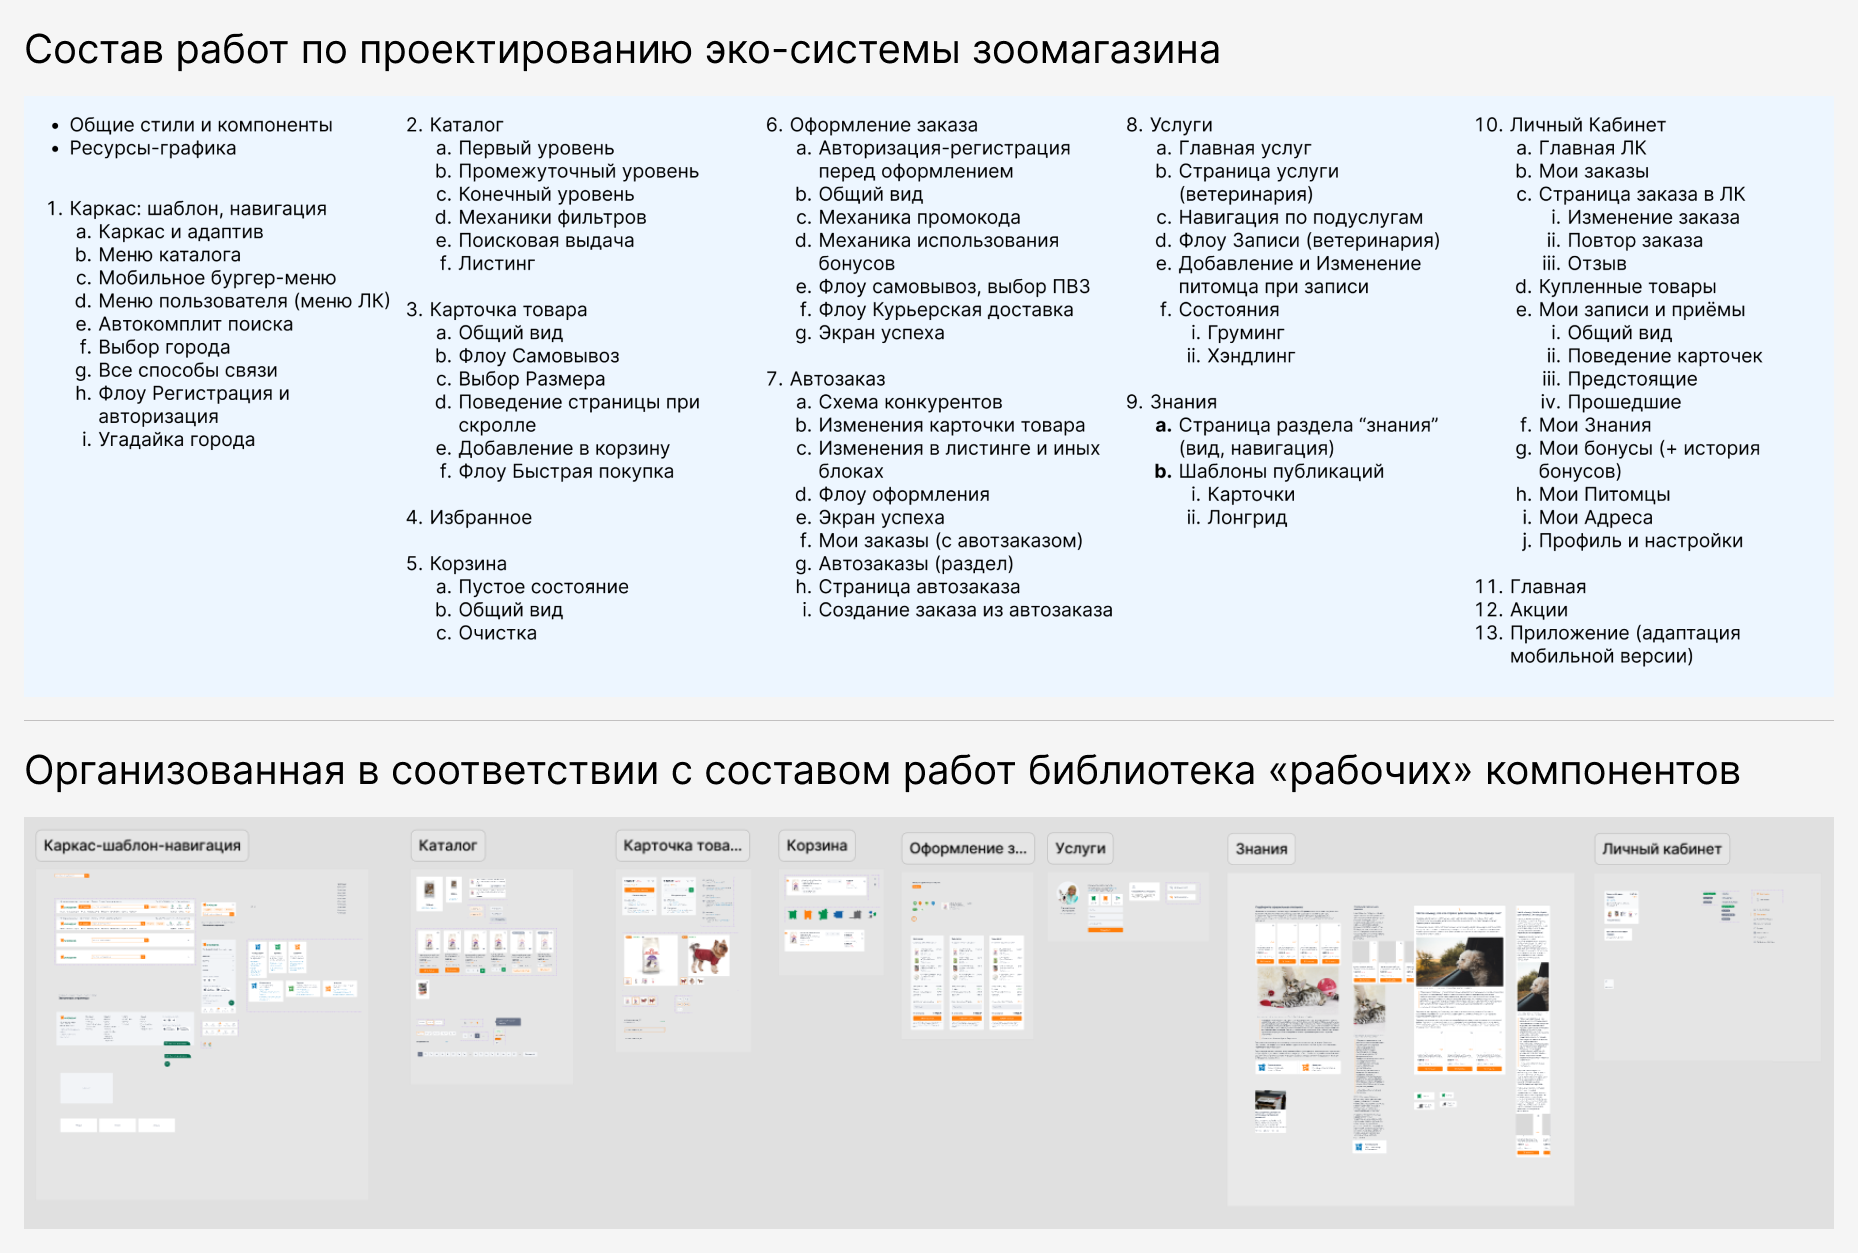 Состав работ по проектированию эко-системы зоомагазина
• Общие стили и компоненты
• Ресурсы-графика
1. Каркас: шаблон, навигация
a. Каркас и адаптив
b. Меню каталога
c. Мобильное бургер-меню
d. Меню пользователя (меню ЛК)
e. Автокомплит поиска
f. Выбор города
g. Все способы связи
h. Флоу Регистрация и
авторизация
i. Угадайка города
2. Каталог
a. Первый уровень
b. Промежуточный уровень
c. Конечный уровень
d. Механики фильтров
e. Поисковая выдача
f. Листинг
3. Карточка товара
a. Общий вид
b. Флоу Самовывоз
c. Выбор Размера
d. Поведение страницы при
скролле
e. Добавление в корзину
f. Флоу Быстрая покупка
4. Избранное
5. Корзина
a. Пустое состояние
b. Общий вид
c. Очистка
6. Оформление заказа
a. Авторизация-регистрация
перед оформлением
b. Общий вид
c. Механика промокода
d. Механика использования
бонусов
e. Флоу самовывоз, выбор ПВЗ
f. Флоу Курьерская доставка
g. Экран успеха
7. Автозаказ
a. Схема конкурентов
b. Изменения карточки товара
c. Изменения в листинге и иных
блоках
d. Флоу оформления
e. Экран успеха
f. Мои заказы (с авотзаказом)
g. Автозаказы (раздел)
h. Страница автозаказа
i. Создание заказа из автозаказа
8. Услуги
a. Главная услуг
b. Страница услуги
(ветеринария)
c. Навигация по подуслугам
d. Флоу Записи (ветеринария)
e. Добавление и Изменение
питомца при записи
f. Состояния
i. Груминг
ii. Хэндлинг
9. Знания
a. Страница раздела “знания”
(вид, навигация)
b. Шаблоны публикаций
i. Карточки
ii. Лонгрид
10. Личный Кабинет
a. Главная ЛК
b. Мои заказы
c. Страница заказа в ЛК
i. Изменение заказа
ii. Повтор заказа
iii. Отзыв
d. Купленные товары
e. Мои записи и приёмы
i. Общий вид
ii. Поведение карточек
iii. Предстоящие
iv. Прошедшие
f. Мои Знания
g. Мои бонусы (+ история
бонусов)
h. Мои Питомцы
i. Мои Адреса
j. Профиль и настройки
11. Главная
12. Акции
13. Приложение (адаптация
мобильной версии)
Организованная в соответствии с составом работ библиотека «рабочих» компонентов
Каркас-шаблон-навигация
Каталог
Карточка това...
Корзина
Оформление з...
Услуги
Знания
Личный кабинет